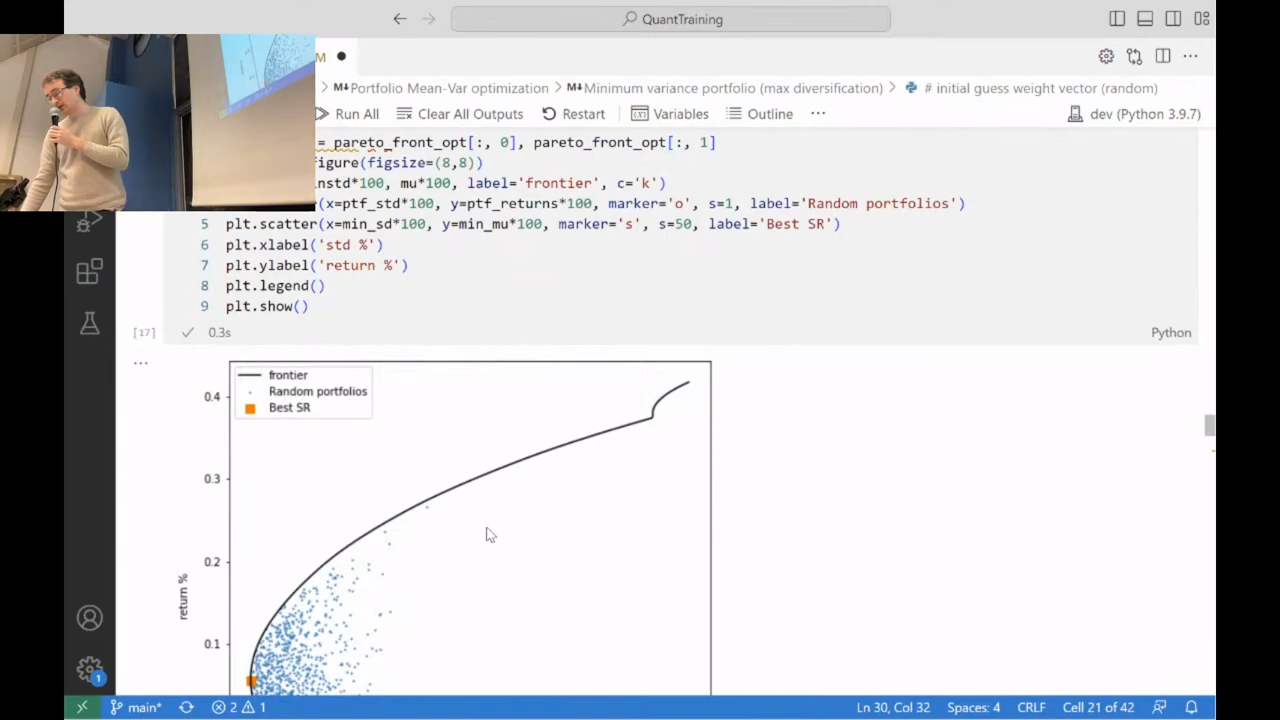 QuantTraining
Portfolio Mean-Var optimization > M↓Minimum variance portfolio (max diversification) > # initial guess weight vector (random)
Run All Clear All Outputs Restart Variables Outline ··· dev (Python 3.9.7)
= pareto_front_opt[:, 0], pareto_front_opt[:, 1]
figure(figsize=(8,8))
nstd*100, mu*100, label='frontier', c='k')
(x=ptf_std*100, y=ptf_returns*100, marker='o', s=1, label='Random portfolios')
5 plt.scatter(x=min_sd*100, y=min_mu*100, marker='s', s=50, label='Best SR')
6 plt.xlabel('std %')
7 plt.ylabel('return %')
8 plt.legend()
9 plt.show()
[17] 0.3s Python
frontier
Random portfolios
Best SR
0.4
0.3
0.2
return %
0.1
1
main* 2 1 Ln 30, Col 32 Spaces: 4 CRLF Cell 21 of 42